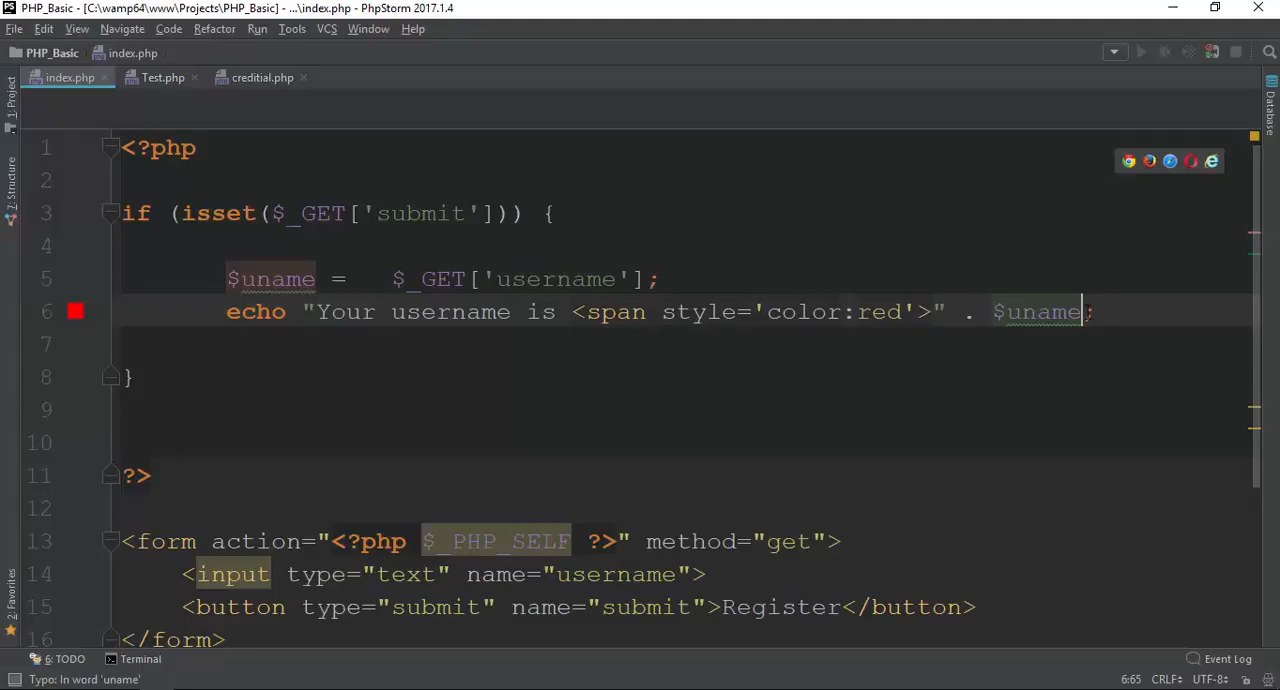 PS PHP_Basic - [C:\wamp64\www\Projects\PHP_Basic] - ...\index.php - PhpStorm 2017.1.4
File Edit View Navigate Code Refactor Run Tools VCS Window Help
PHP_Basic index.php
index.php Test.php creditial.php
1: Project
7: Structure
2: Favorites
Database
1 <?php
2
3 if (isset($_GET['submit'])) {
4
5 $uname = $_GET['username'];
6 echo "Your username is <span style='color:red'>" . $uname;
7
8 }
9
10
11 ?>
12
13 <form action="<?php $_PHP_SELF ?>" method="get">
14 <input type="text" name="username">
15 <button type="submit" name="submit">Register</button>
16 </form>
6: TODO Terminal Event Log
Typo: In word 'uname' 6:65 CRLF UTF-8